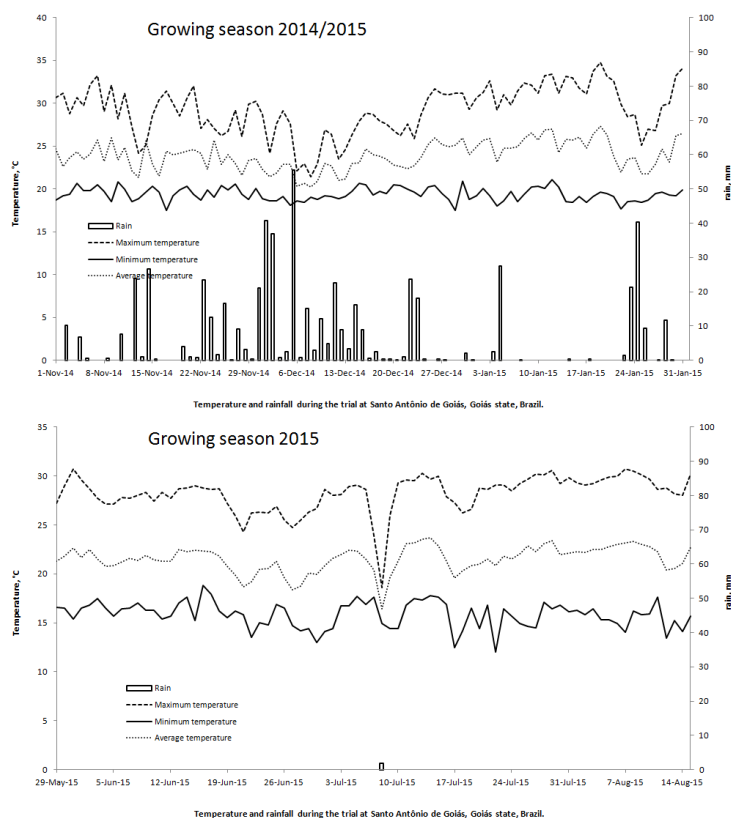 Growing season 2014/2015
40
35
30
25
20
15
10
5
0
Temperature, °C
100
90
80
70
60
50
40
30
20
10
0
rain, mm
Rain
Maximum temperature
Minimum temperature
Average temperature
1-Nov-14 8-Nov-14 15-Nov-14 22-Nov-14 29-Nov-14 6-Dec-14 13-Dec-14 20-Dec-14 27-Dec-14 3-Jan-15 10-Jan-15 17-Jan-15 24-Jan-15 31-Jan-15
Temperature and rainfall during the trial at Santo Antônio de Goiás, Goiás state, Brazil.
Growing season 2015
35
30
25
20
15
10
5
0
Temperature, °C
100
90
80
70
60
50
40
30
20
10
0
rain, mm
Rain
Maximum temperature
Minimum temperature
Average temperature
29-May-15 5-Jun-15 12-Jun-15 19-Jun-15 26-Jun-15 3-Jul-15 10-Jul-15 17-Jul-15 24-Jul-15 31-Jul-15 7-Aug-15 14-Aug-15
Temperature and rainfall during the trial at Santo Antônio de Goiás, Goiás state, Brazil.